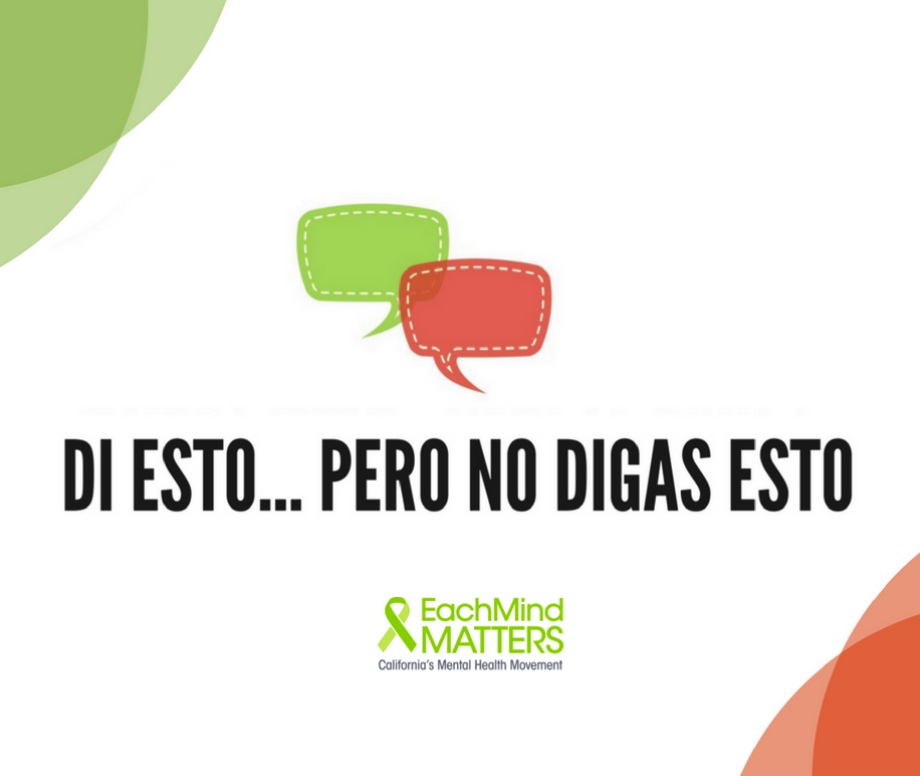 DI ESTO... PERO NO DIGAS ESTO
EachMind
MATTERS
California's Mental Health Movement